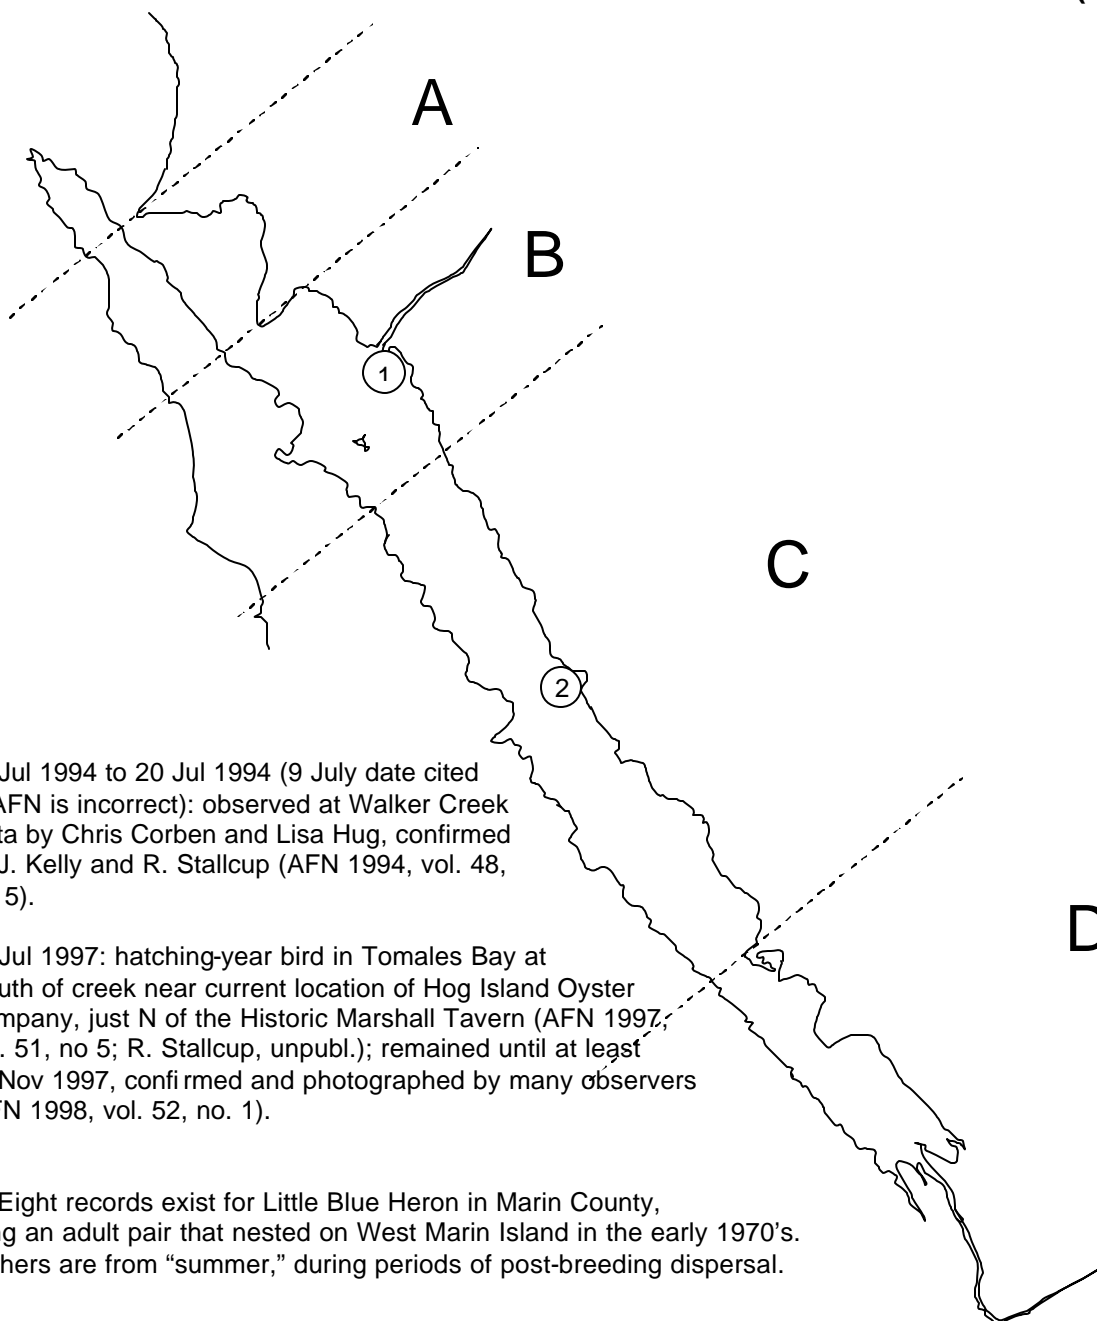 A
B
1
C
2
Jul 1994 to 20 Jul 1994 (9 July date cited
AFN is incorrect): observed at Walker Creek
ta by Chris Corben and Lisa Hug, confirmed
J. Kelly and R. Stallcup (AFN 1994, vol. 48,
5).
D
Jul 1997: hatching-year bird in Tomales Bay at
uth of creek near current location of Hog Island Oyster
mpany, just N of the Historic Marshall Tavern (AFN 1997,
. 51, no 5; R. Stallcup, unpubl.); remained until at least
Nov 1997, confirmed and photographed by many observers
FN 1998, vol. 52, no. 1).
Eight records exist for Little Blue Heron in Marin County,
ng an adult pair that nested on West Marin Island in the early 1970's.
hers are from “summer,” during periods of post-breeding dispersal.